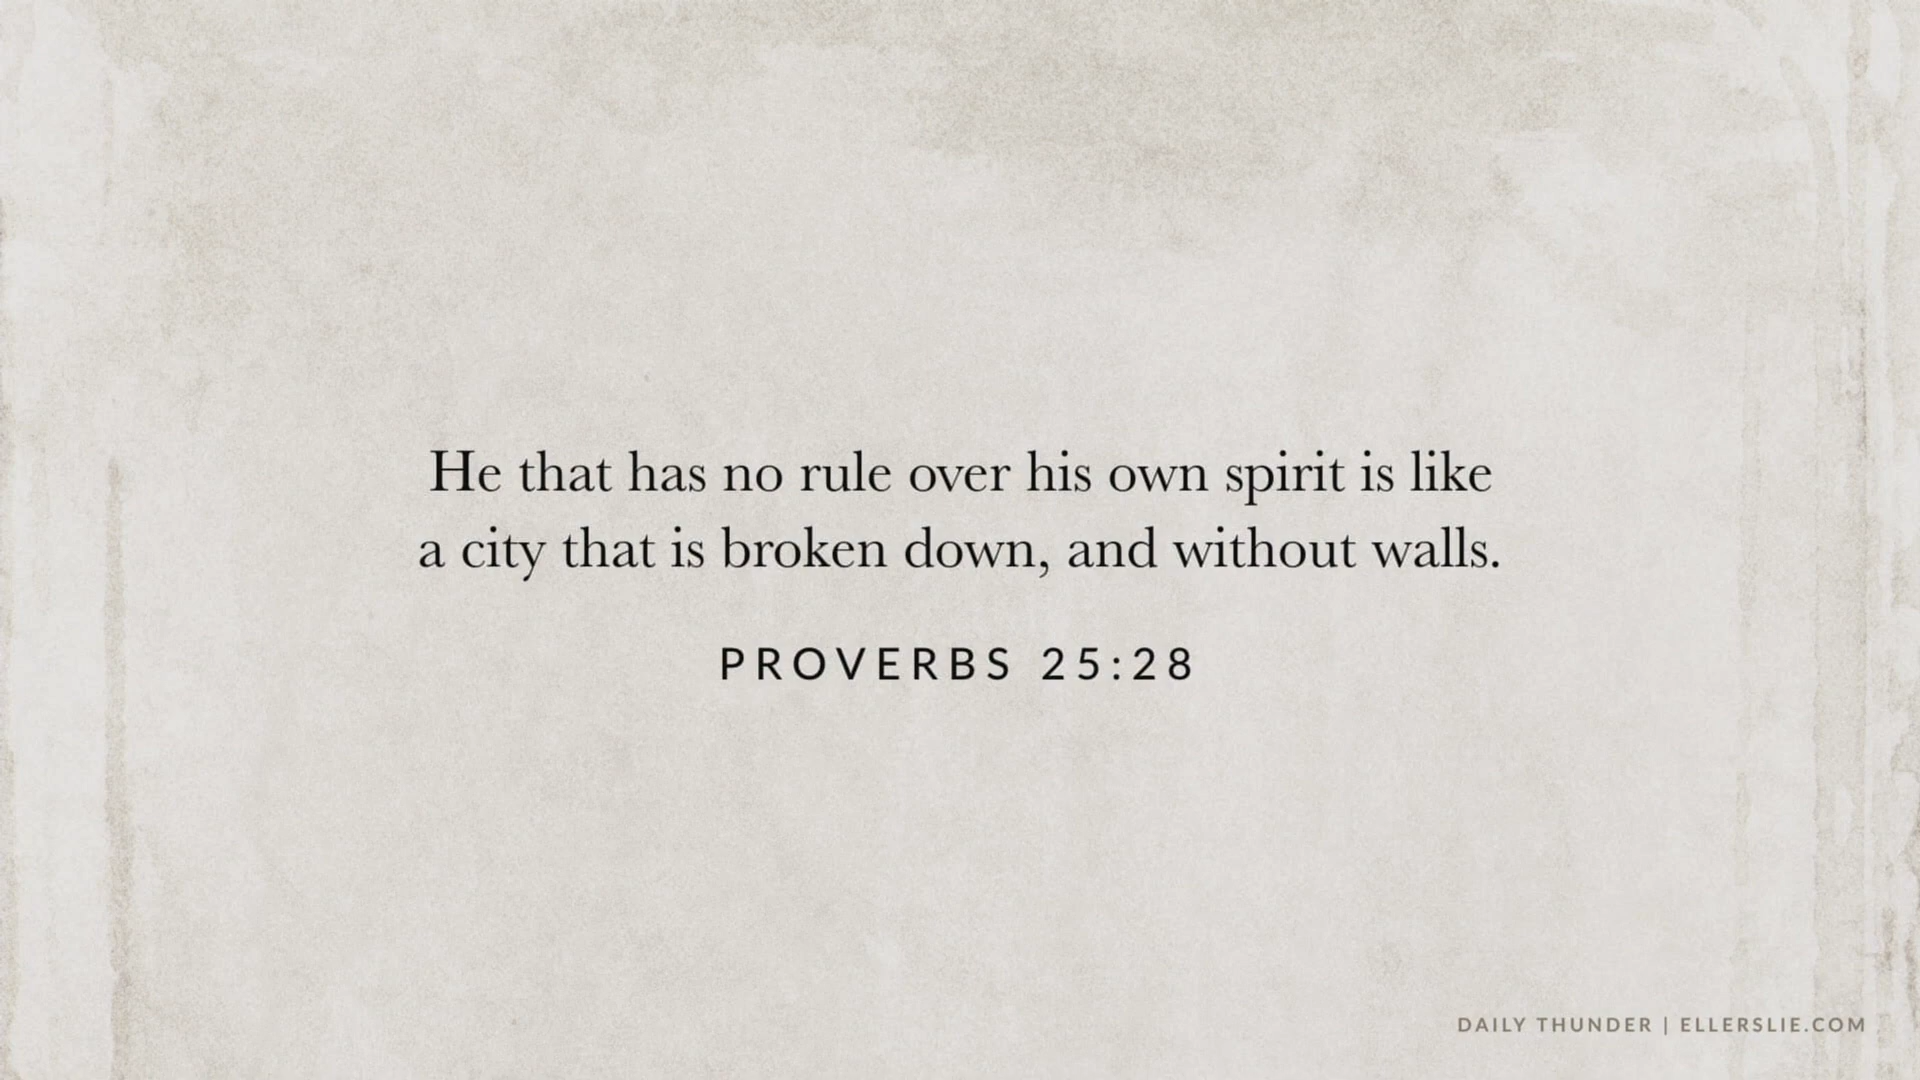 He that has no rule over his own spirit is like
a city that is broken down, and without walls.
PROVERBS 25:28
DAILY THUNDER | ELLERSLIE.COM